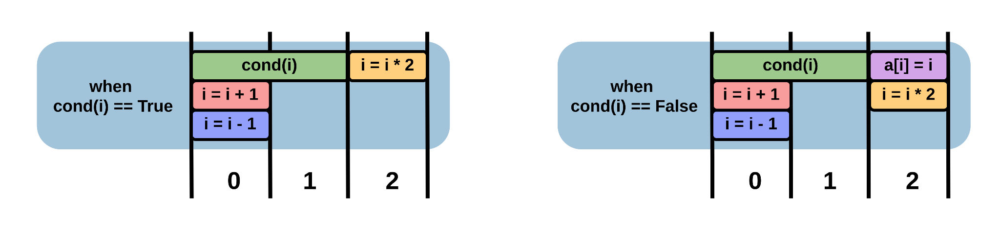 when
cond(i) == True
cond(i)
i = i * 2
i = i + 1
i = i - 1
0 1 2
when
cond(i) == False
cond(i)
a[i] = i
i = i + 1
i = i * 2
i = i - 1
0 1 2